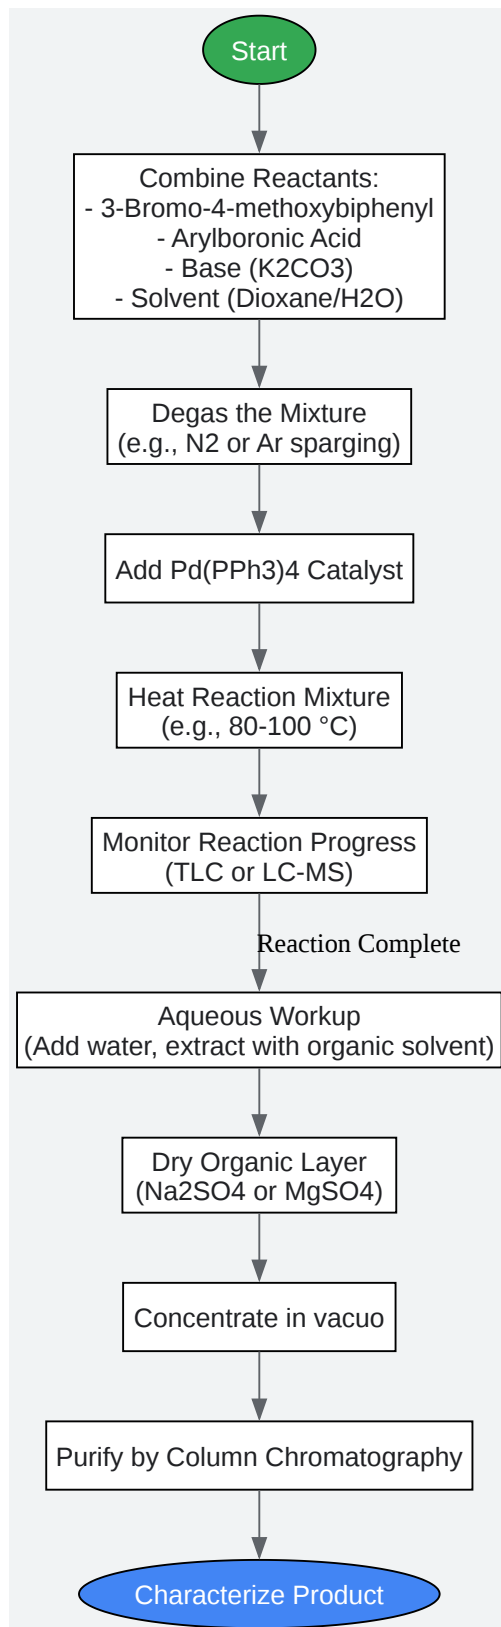 Start
Combine Reactants:
- 3-Bromo-4-methoxybiphenyl
- Arylboronic Acid
- Base (K2CO3)
- Solvent (Dioxane/H2O)
Degas the Mixture
(e.g., N2 or Ar sparging)
Add Pd(PPh3)4 Catalyst
Heat Reaction Mixture
(e.g., 80-100 °C)
Monitor Reaction Progress
(TLC or LC-MS)
Reaction Complete
Aqueous Workup
(Add water, extract with organic solvent)
Dry Organic Layer
(Na2SO4 or MgSO4)
Concentrate in vacuo
Purify by Column Chromatography
Characterize Product